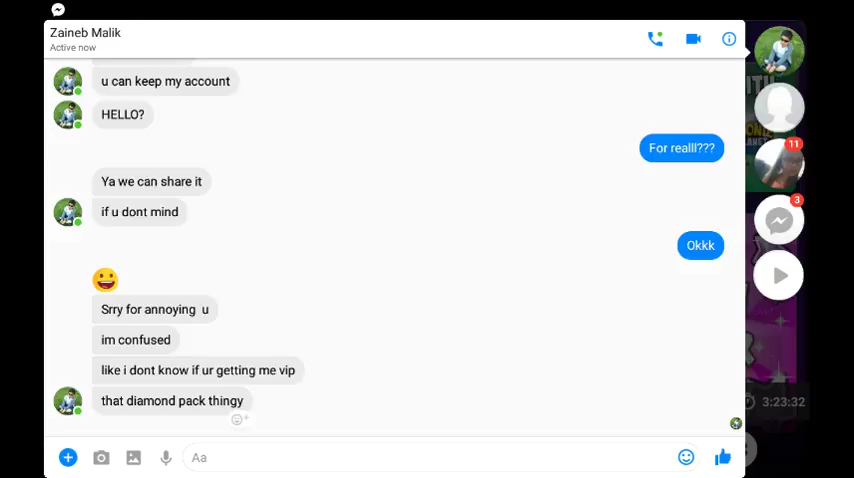 Zaineb Malik
Active now
u can keep my account
HELLO?
For realll???
Ya we can share it
if u dont mind
Okkk
Srry for annoying u
im confused
like i dont know if ur getting me vip
that diamond pack thingy
Aa
11
3
3:23:32